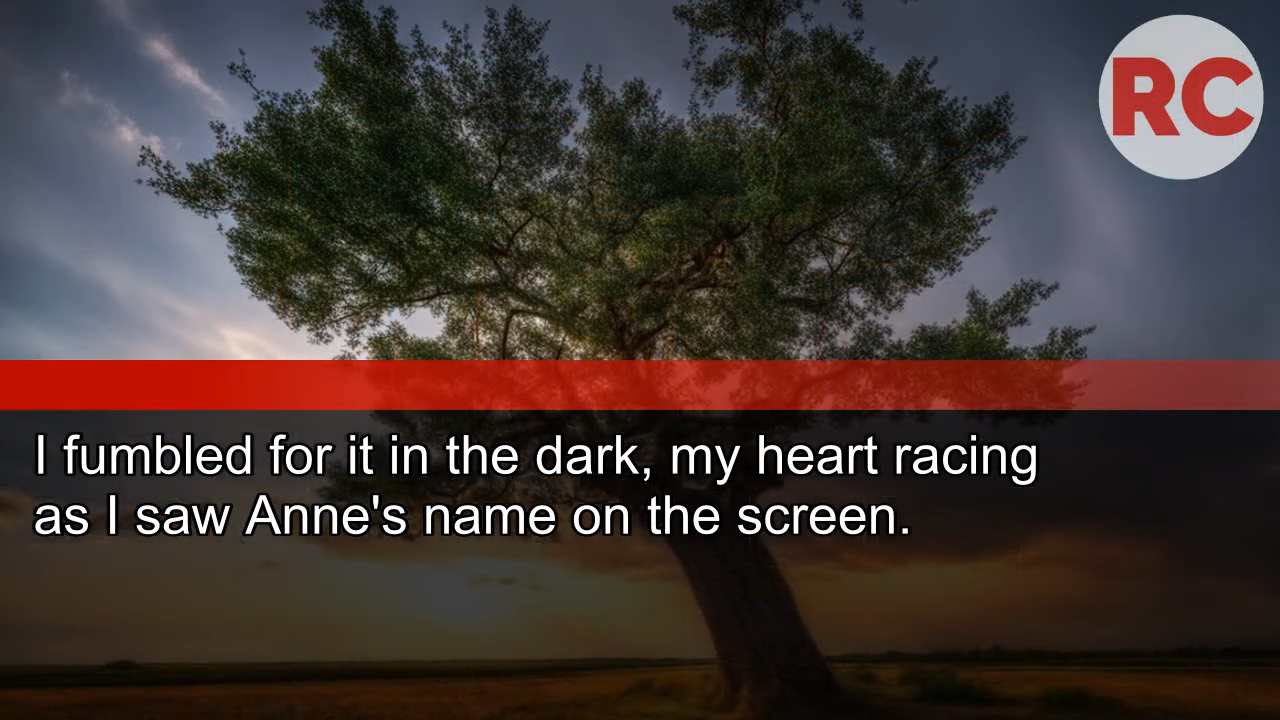 RC
I fumbled for it in the dark, my heart racing
as I saw Anne's name on the screen.